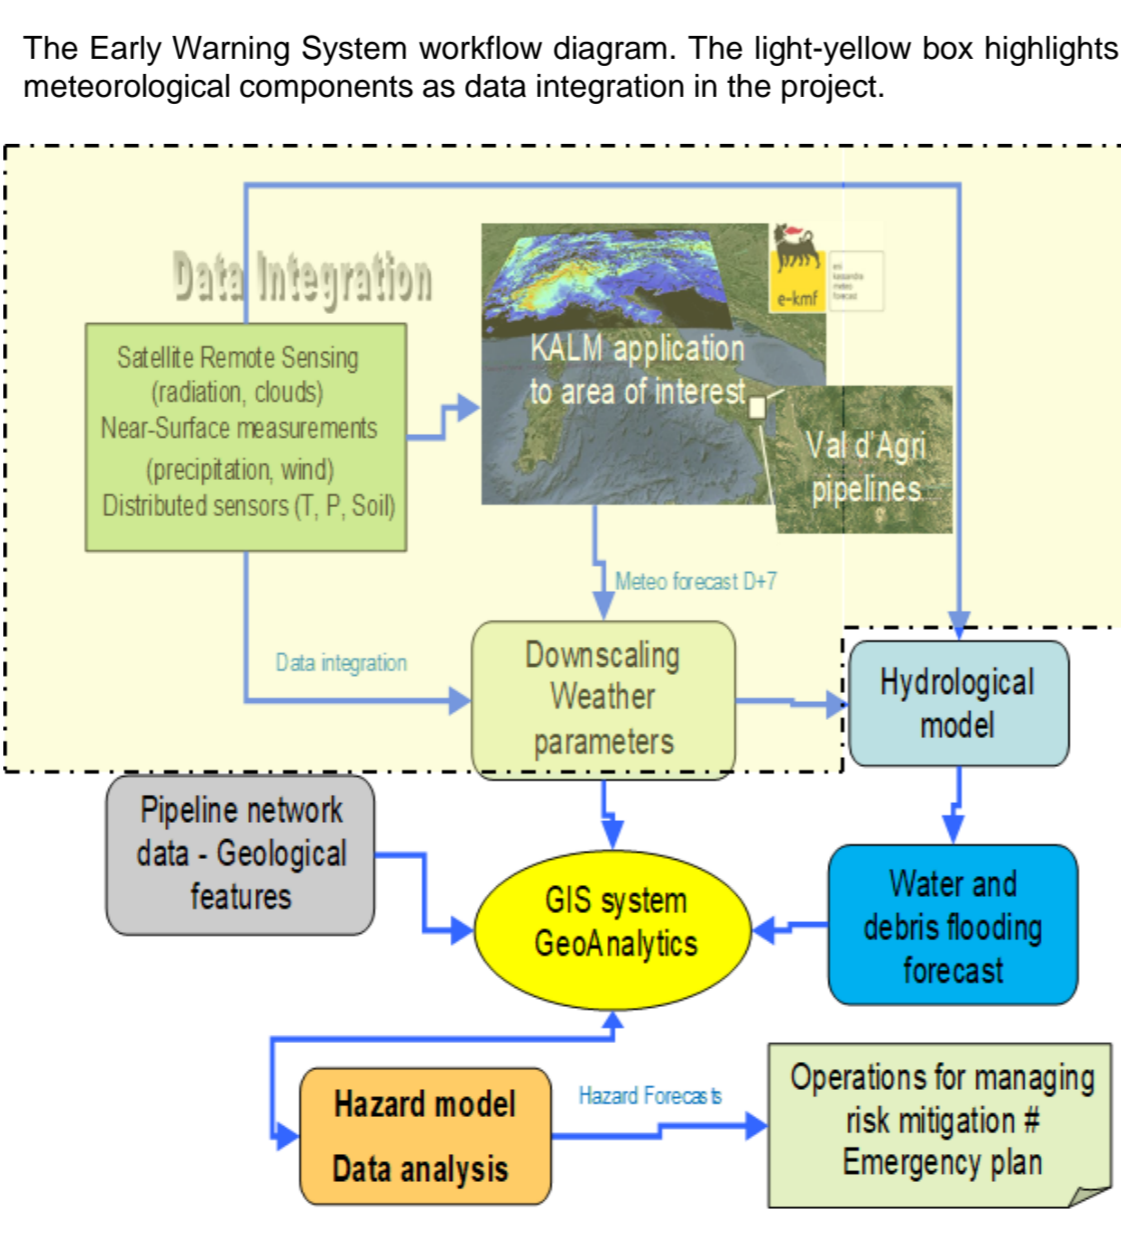 The Early Warning System workflow diagram. The light-yellow box highlights
meteorological components as data integration in the project.
Data Integration
e-kmf
eni
kassandra
meteo
forecast
Satellite Remote Sensing
(radiation, clouds)
Near-Surface measurements
(precipitation, wind)
Distributed sensors (T, P, Soil)
KALM application
to area of interest
Val d'Agri
pipelines
Meteo forecast D+7
Data integration
Downscaling
Weather
parameters
Hydrological
model
Pipeline network
data - Geological
features
GIS system
GeoAnalytics
Water and
debris flooding
forecast
Hazard model
Data analysis
Hazard Forecasts
Operations for managing
risk mitigation #
Emergency plan